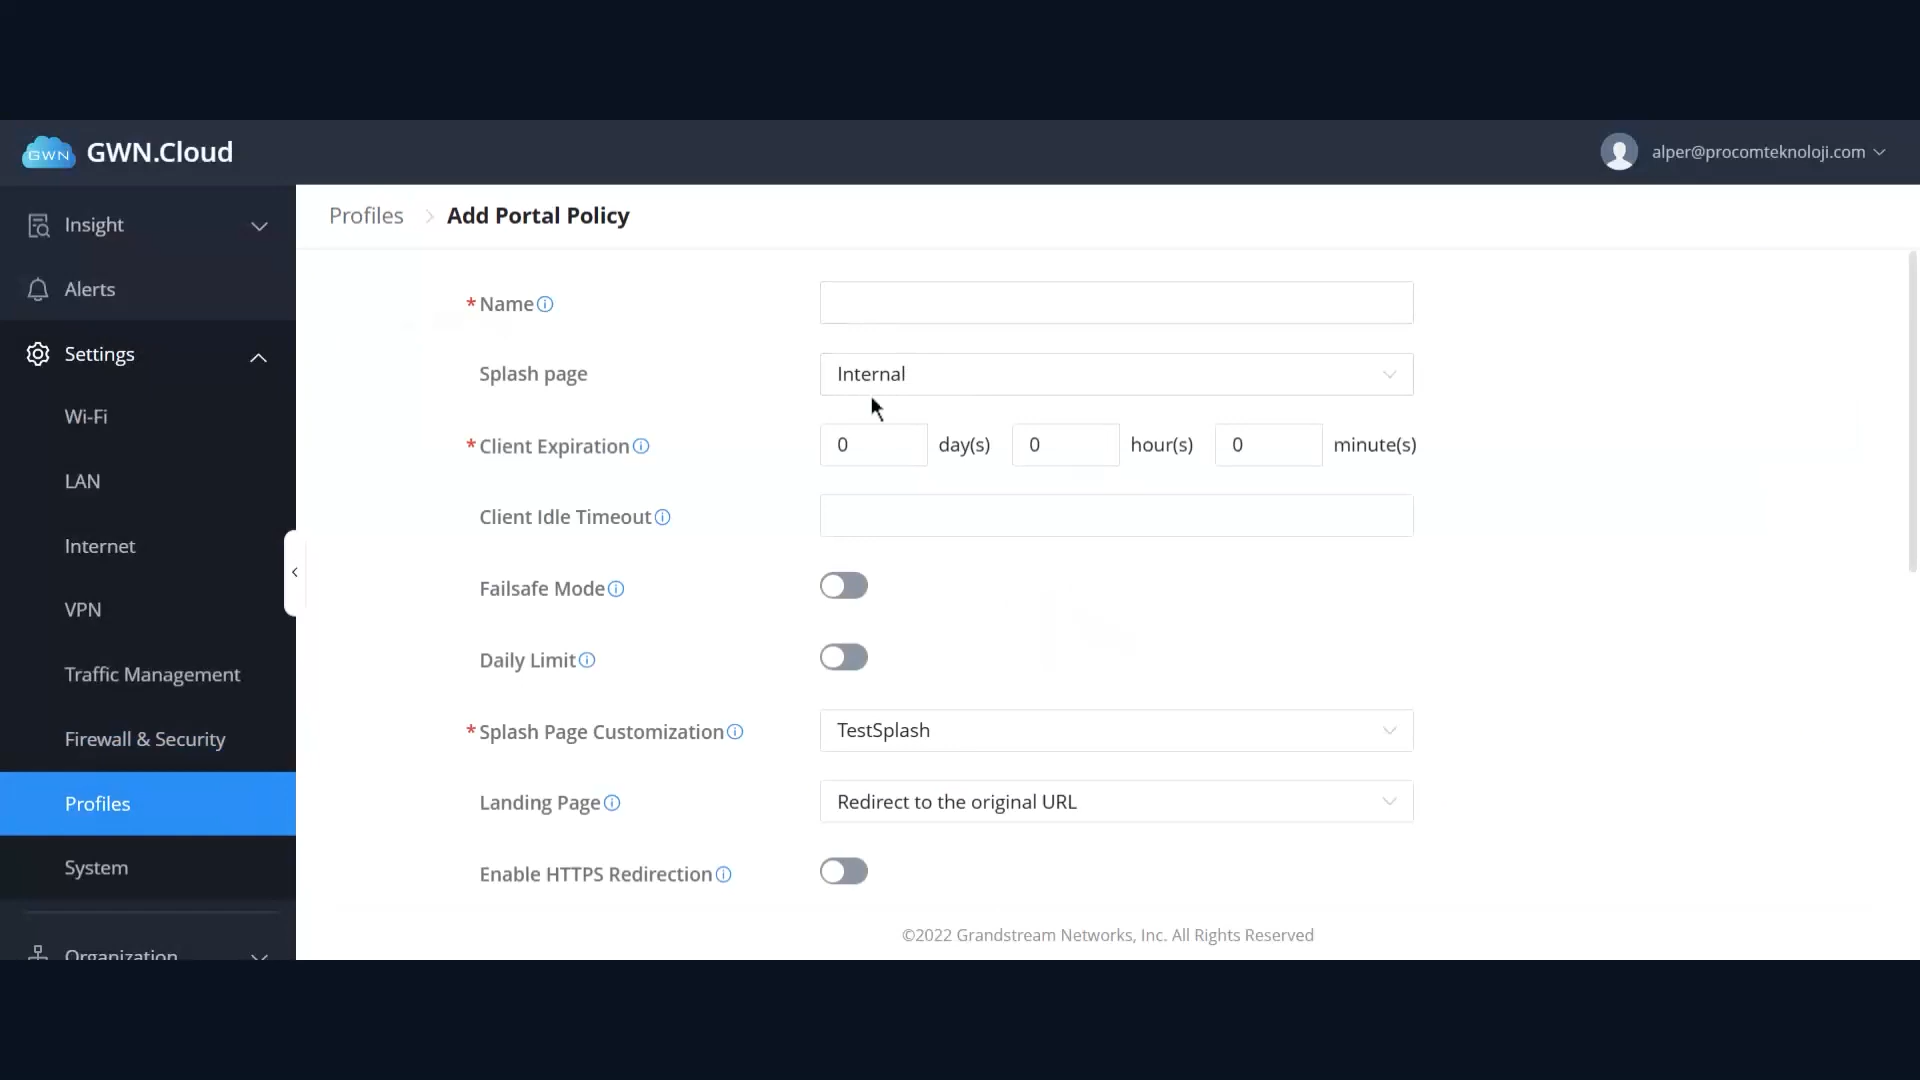 GWN GWN.Cloud
alper@procomteknoloji.com
Insight
Alerts
Settings
Wi-Fi
LAN
Internet
VPN
Traffic Management
Firewall & Security
Profiles
System
Organization
Profiles > Add Portal Policy
* Name
Splash page Internal
* Client Expiration 0 day(s) 0 hour(s) 0 minute(s)
Client Idle Timeout
Failsafe Mode
Daily Limit
* Splash Page Customization TestSplash
Landing Page Redirect to the original URL
Enable HTTPS Redirection
©2022 Grandstream Networks, Inc. All Rights Reserved